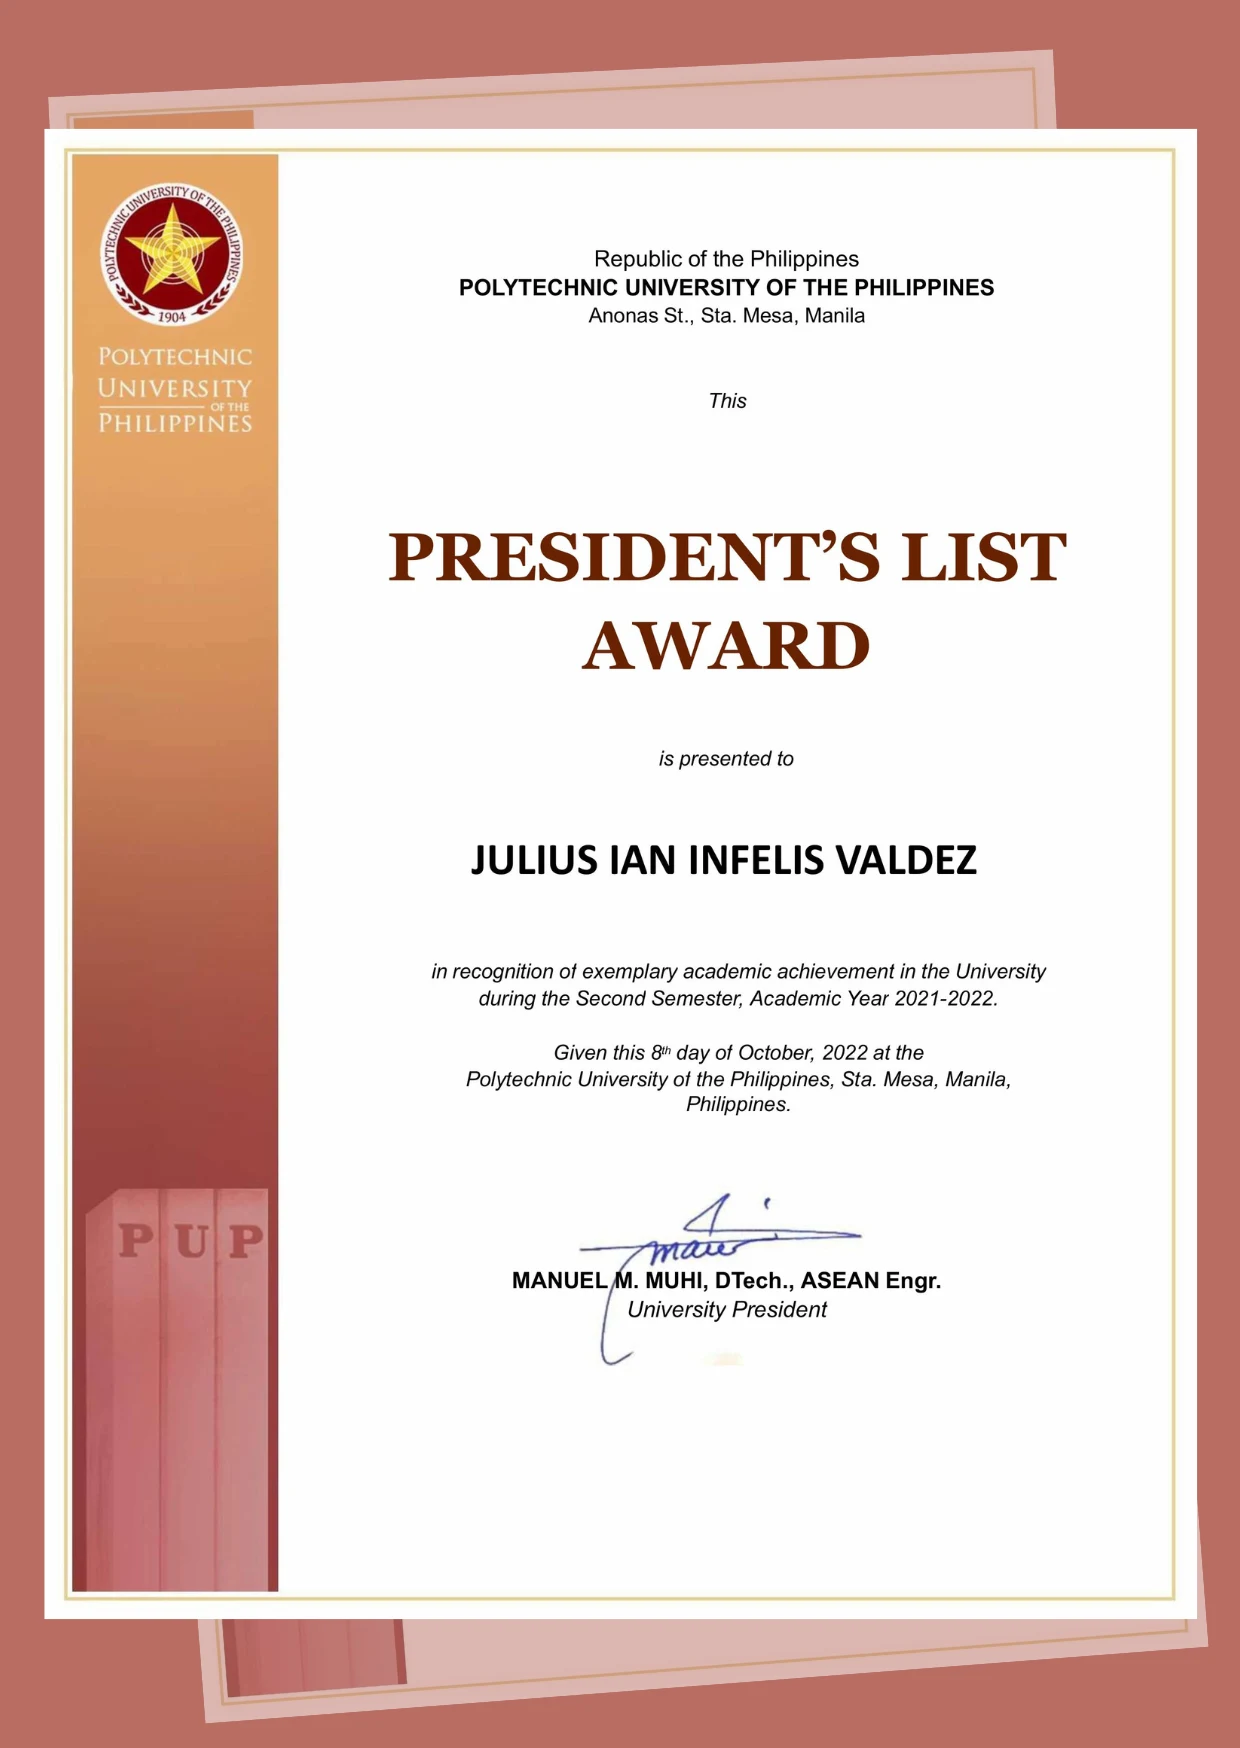 POLYTECHNIC UNIVERSITY OF THE PHILIPPINES
1904
POLYTECHNIC
UNIVERSITY
OF THE
PHILIPPINES
Republic of the Philippines
POLYTECHNIC UNIVERSITY OF THE PHILIPPINES
Anonas St., Sta. Mesa, Manila
This
PRESIDENT’S LIST
AWARD
is presented to
JULIUS IAN INFELIS VALDEZ
in recognition of exemplary academic achievement in the University
during the Second Semester, Academic Year 2021-2022.
Given this 8th day of October, 2022 at the
Polytechnic University of the Philippines, Sta. Mesa, Manila,
Philippines.
MANUEL M. MUHI, DTech., ASEAN Engr.
University President
PUP